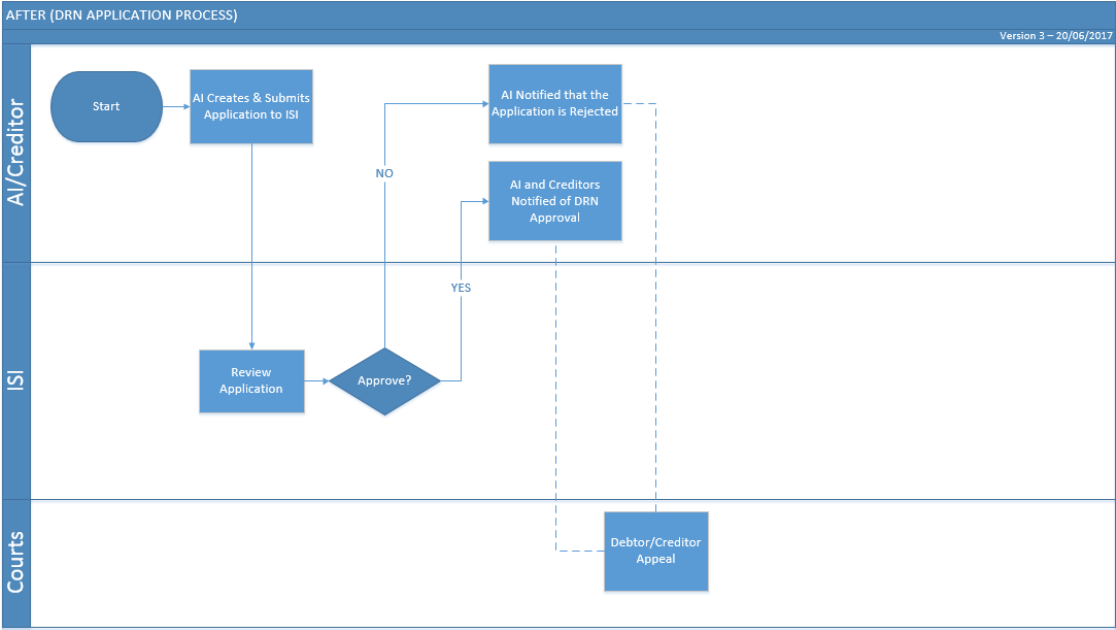 AFTER (DRN APPLICATION PROCESS)
Version 3 – 20/06/2017
AI/Creditor
Start
AI Creates & Submits
Application to ISI
AI Notified that the
Application is Rejected
NO
AI and Creditors
Notified of DRN
Approval
YES
ISI
Review
Application
Approve?
Courts
Debtor/Creditor
Appeal